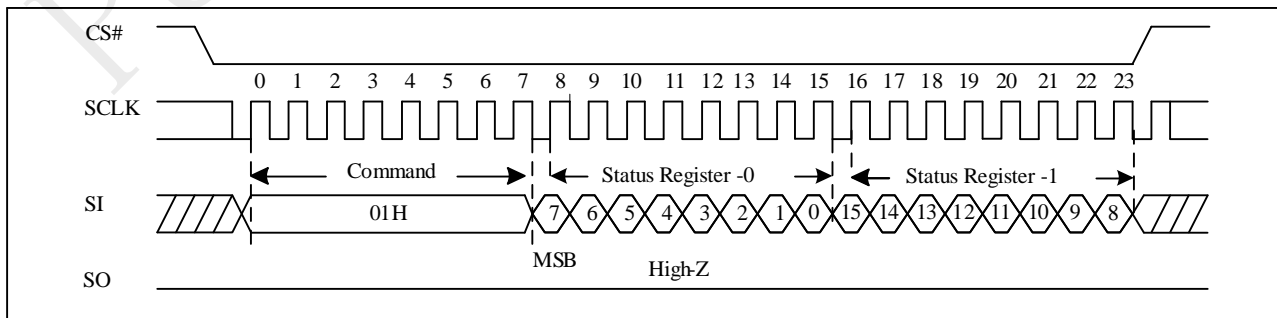 CS#
0 1 2 3 4 5 6 7 8 9 10 11 12 13 14 15 16 17 18 19 20 21 22 23
SCLK
Command Status Register -0 Status Register -1
SI 01H 7 6 5 4 3 2 1 0 15 14 13 12 11 10 9 8
MSB High-Z
SO